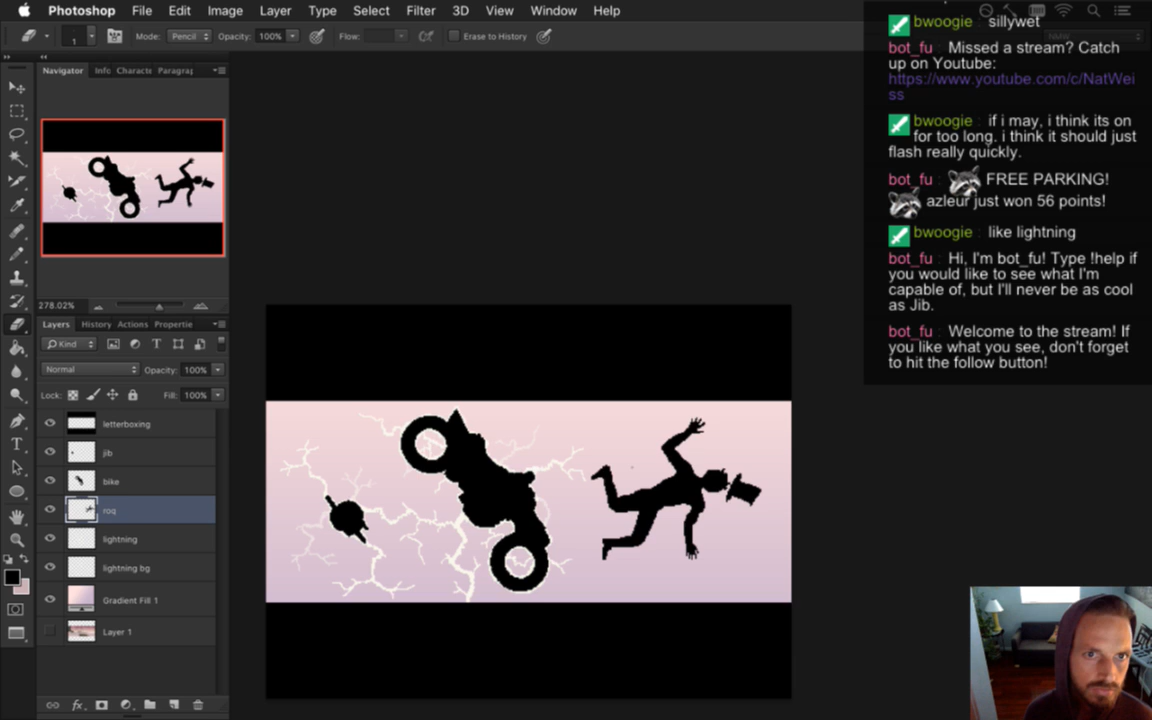 Photoshop File Edit Image Layer Type Select Filter 3D View Window Help
1 Mode: Pencil Opacity: 100% Flow: Erase to History
Navigator Info Characte Paragraj
278.02%
Layers History Actions Propertie
Kind
Normal Opacity: 100%
Lock: Fill: 100%
letterboxing
jib
bike
roq
lightning
lightning bg
Gradient Fill 1
Layer 1
bwoogie : sillywet
bot_fu : Missed a stream? Catch
up on Youtube:
https://www.youtube.com/c/NatWei
ss
bwoogie : if i may, i think its on
for too long. i think it should just
flash really quickly.
bot_fu : FREE PARKING!
azleur just won 56 points!
bwoogie : like lightning
bot_fu : Hi, I'm bot_fu! Type !help if
you would like to see what I'm
capable of, but I'll never be as cool
as Jib.
bot_fu : Welcome to the stream! If
you like what you see, don't forget
to hit the follow button!